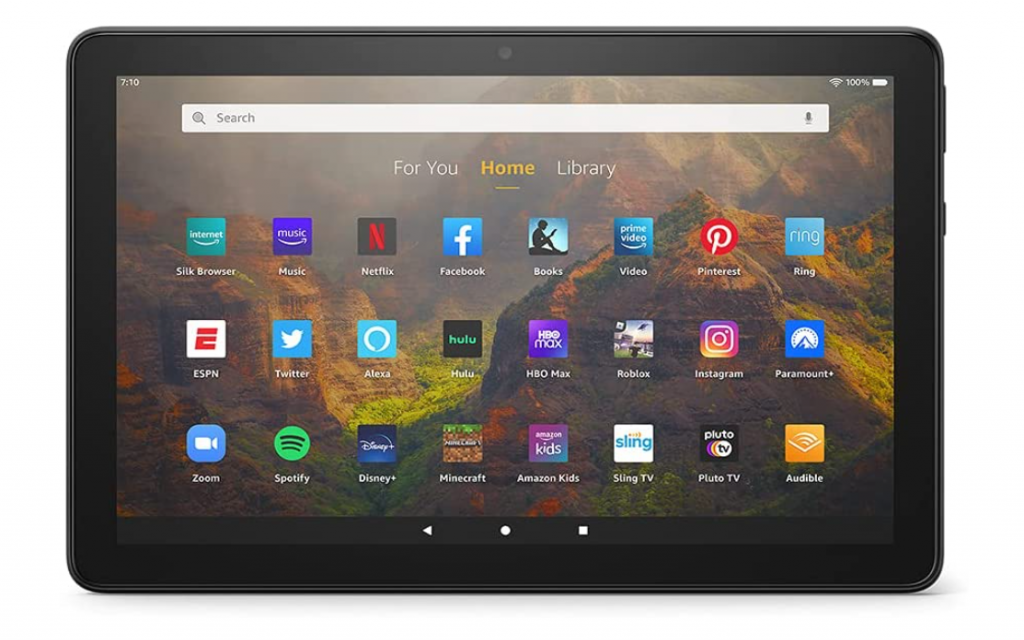 7:10
100%
Search
For You Home Library
internet
music
prime
video
ring
Silk Browser Music Netflix Facebook Books Video Pinterest Ring
hulu
HBO
max
ESPN Twitter Alexa Hulu HBO Max Roblox Instagram Paramount+
Disney+
MINECRAFT
amazon
kids
sling
pluto
tv
Zoom Spotify Disney+ Minecraft Amazon Kids Sling TV Pluto TV Audible